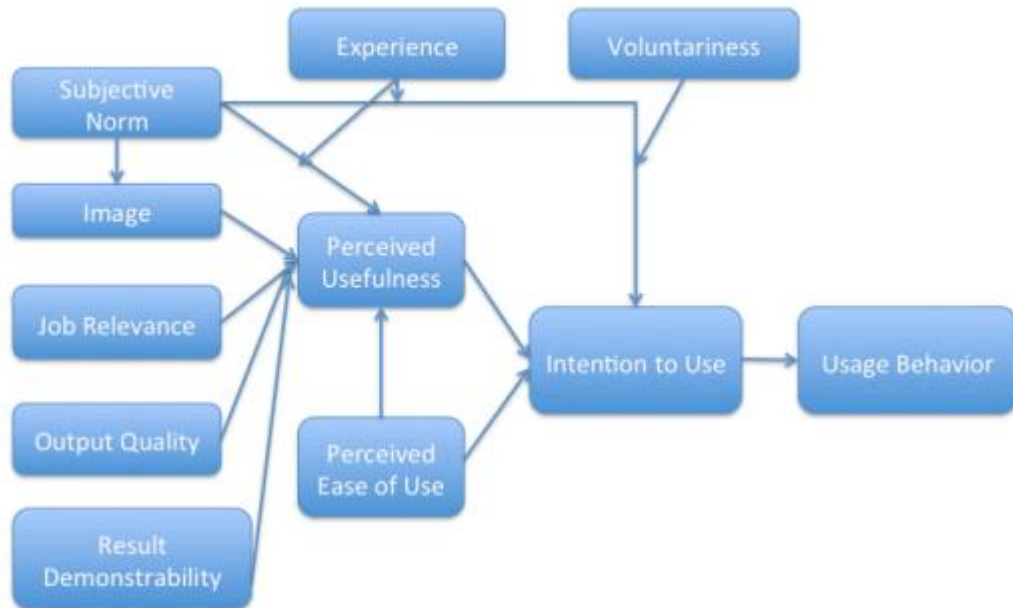 Experience
Voluntariness
Subjective
Norm
Image
Perceived
Usefulness
Job Relevance
Intention to Use
Usage Behavior
Output Quality
Perceived
Ease of Use
Result
Demonstrability